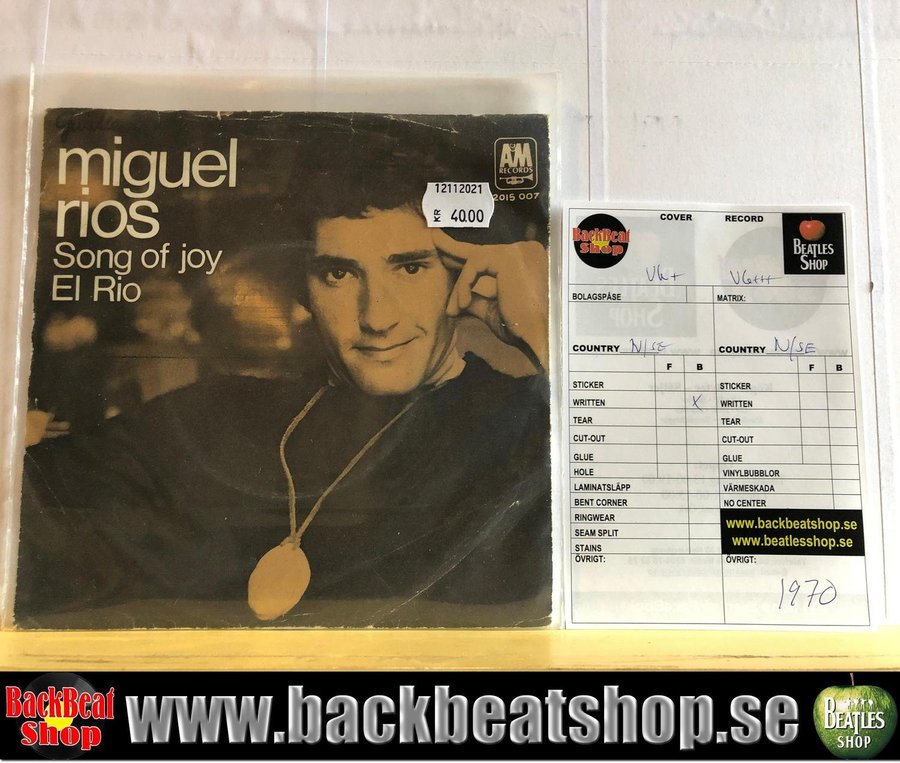 miguel
rios
Song of joy
El Rio
A&M
RECORDS
2015 007
12112021
KR 40.00
BackBeat
Shop
COVER RECORD
BEATLES
SHOP
VG+ VG+++
BOLAGSPÅSE MATRIX:
COUNTRY N/SE COUNTRY N/SE
F B F B
STICKER STICKER
WRITTEN X WRITTEN
TEAR TEAR
CUT-OUT CUT-OUT
GLUE GLUE
HOLE VINYLBUBBLOR
LAMINATSLÄPP VÄRMESKADA
BENT CORNER NO CENTER
RINGWEAR
SEAM SPLIT
STAINS
www.backbeatshop.se
www.beatlesshop.se
ÖVRIGT: ÖVRIGT:
1970
BackBeat
Shop
www.backbeatshop.se
BEATLES
SHOP